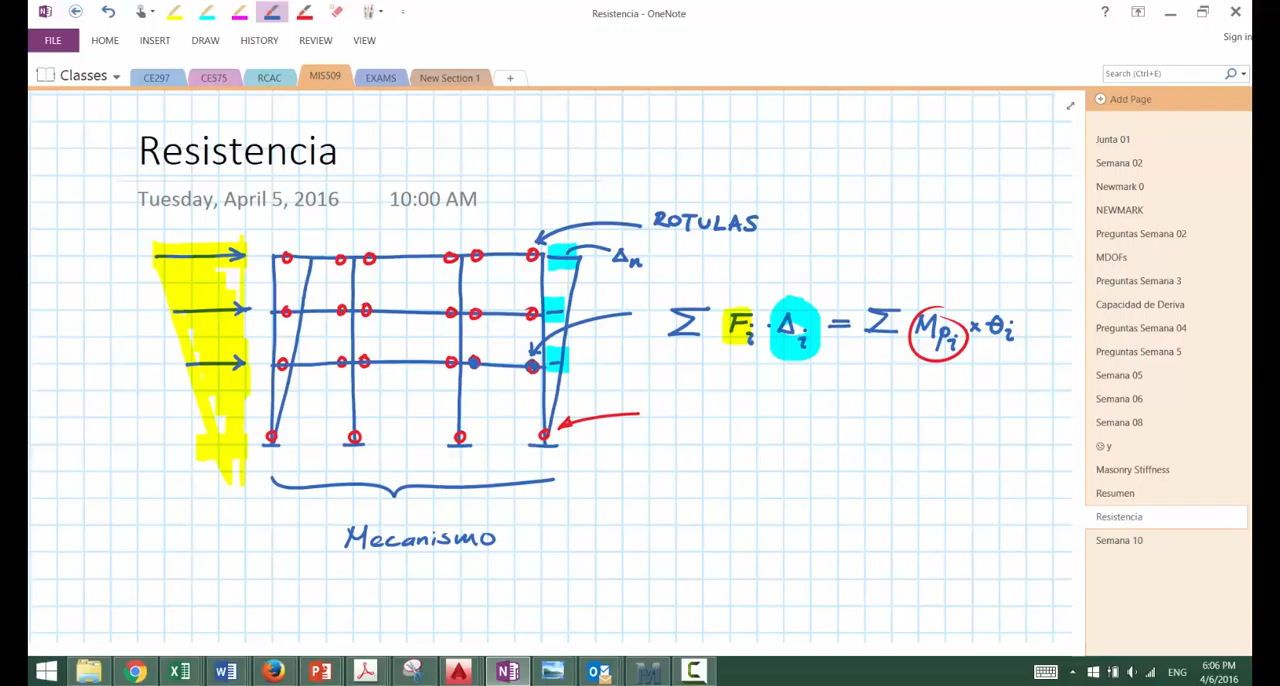 Resistencia - OneNote
?
Sign in
FILE HOME INSERT DRAW HISTORY REVIEW VIEW
Classes
CE297 CE575 RCAC MIS509 EXAMS New Section 1 +
Search (Ctrl+E)
Add Page
Resistencia
Tuesday, April 5, 2016 10:00 AM
ROTULAS
Δn
Σ Fi · Δi = Σ Mpi × θi
Mecanismo
Junta 01
Semana 02
Newmark 0
NEWMARK
Preguntas Semana 02
MDOFs
Preguntas Semana 3
Capacidad de Deriva
Preguntas Semana 04
Preguntas Semana 5
Semana 05
Semana 06
Semana 08
☹ y
Masonry Stiffness
Resumen
Resistencia
Semana 10
ENG
6:06 PM
4/6/2016